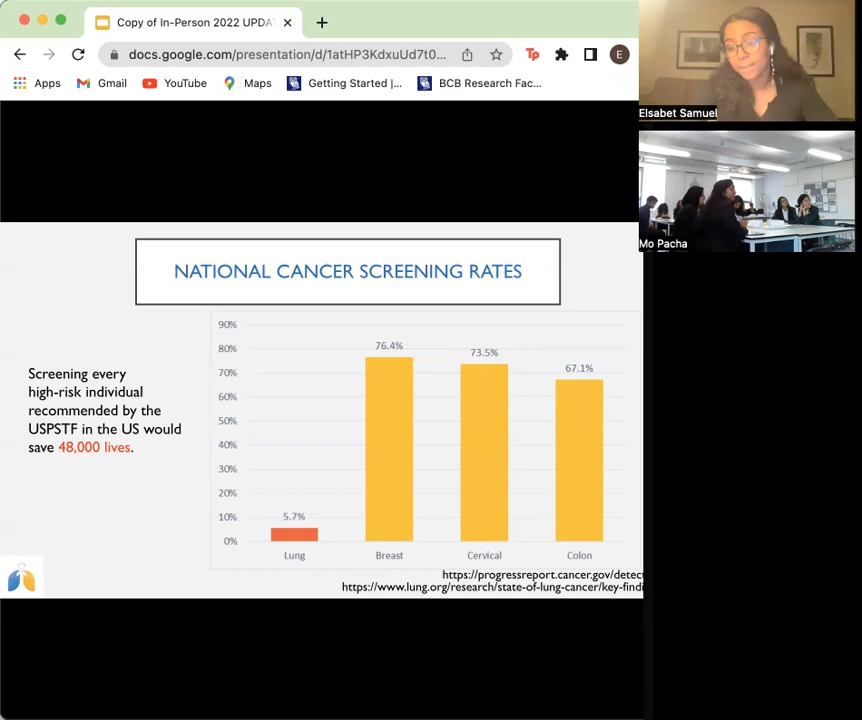 Copy of In-Person 2022 UPDA
docs.google.com/presentation/d/1atHP3KdxuUd7t0...
Tp
E
Apps
Gmail
YouTube
Maps
Getting Started |...
BCB Research Fac...
Elsabet Samuel
Mo Pacha
NATIONAL CANCER SCREENING RATES
Screening every
high-risk individual
recommended by the
USPSTF in the US would
save 48,000 lives.
90%
80%
70%
60%
50%
40%
30%
20%
10%
0%
5.7%
76.4%
73.5%
67.1%
Lung
Breast
Cervical
Colon
https://progressreport.cancer.gov/detect
https://www.lung.org/research/state-of-lung-cancer/key-findi